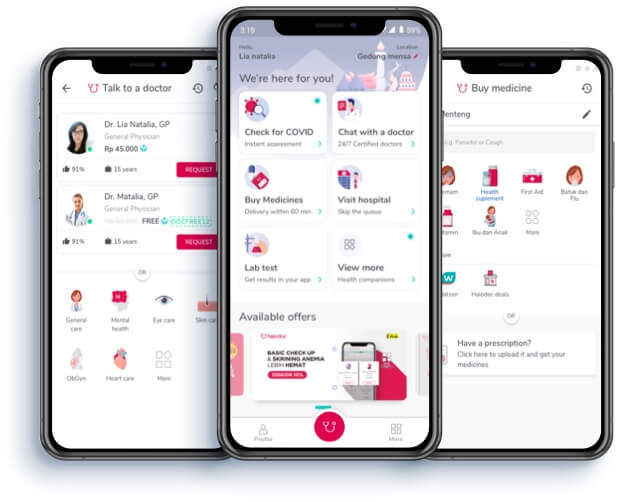 Talk to a doctor
Dr. Lia Natalia, GP
General Physician
Rp 45.000
91%
15 years
REQUEST
Dr. Matalia, GP
General Physician
FREE
91%
15 years
REQUEST
OR
General
care
Mental
health
Eye care
Skin ca
ObGyn
Heart care
More
3:19
59%
Hello,
Lia natalia
Location
Gedung mensa
We're here for you!
Check for COVID
Instant assessment
Chat with a doctor
24/7 Certified doctors
Buy Medicines
Delivery within 60 min
Visit hospital
Skip the queue
Lab test
Get results in your app
View more
Health companions
Available offers
halodoc
BASIC CHECK UP
& SKRINING ANEMIA
LEBIH HEMAT
Profile
More
Buy medicine
Menteng
e.g. Panadol or Cough
Health
suplement
First Aid
Batuk dan
Flu
Ibu dan Anak
More
Halodoc deals
OR
Have a prescription?
Click here to upload it and get your
medicines